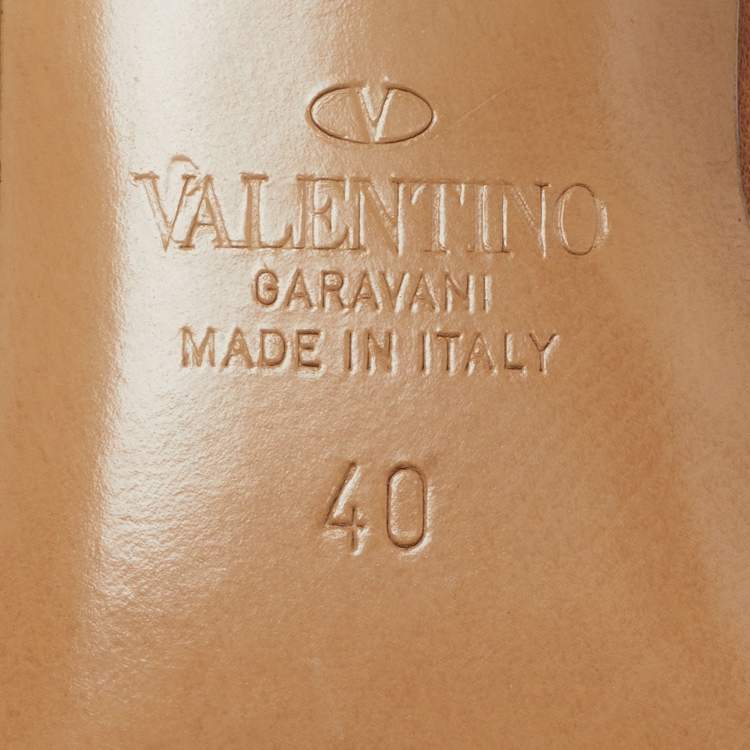 V
VALENTINO
GARAVANI
MADE IN ITALY
40